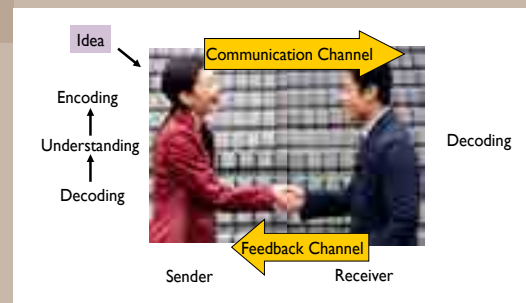 Idea
Communication Channel
Encoding
Understanding
Decoding
Decoding
Feedback Channel
Sender
Receiver